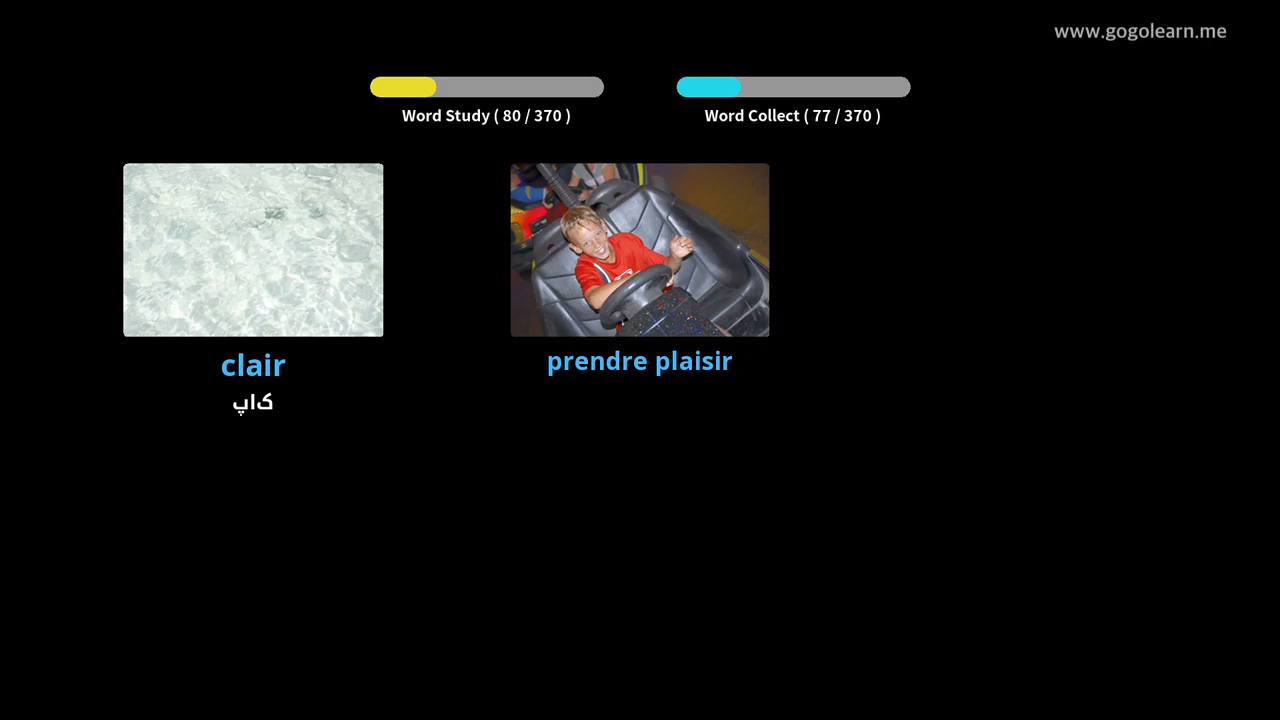 www.gogolearn.me
Word Study ( 80 / 370 )
Word Collect ( 77 / 370 )
clair
prendre plaisir
کاپ